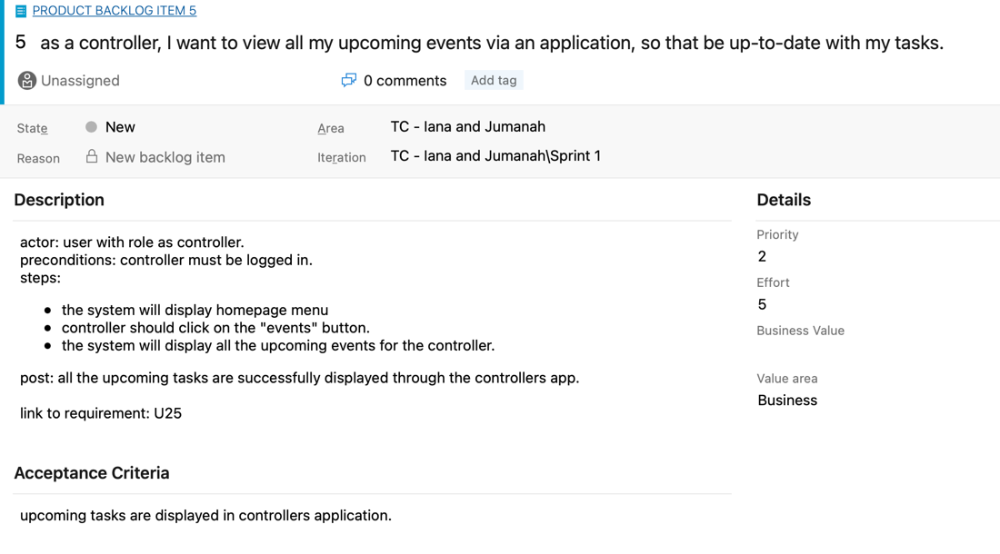 PRODUCT BACKLOG ITEM 5
5 as a controller, I want to view all my upcoming events via an application, so that be up-to-date with my tasks.
Unassigned
0 comments
Add tag
State
New
Area
TC - Iana and Jumanah
Reason
New backlog item
Iteration
TC - Iana and Jumanah\Sprint 1
Description
actor: user with role as controller.
preconditions: controller must be logged in.
steps:
• the system will display homepage menu
• controller should click on the "events" button.
• the system will display all the upcoming events for the controller.
post: all the upcoming tasks are successfully displayed through the controllers app.
link to requirement: U25
Acceptance Criteria
upcoming tasks are displayed in controllers application.
Details
Priority
2
Effort
5
Business Value
Value area
Business